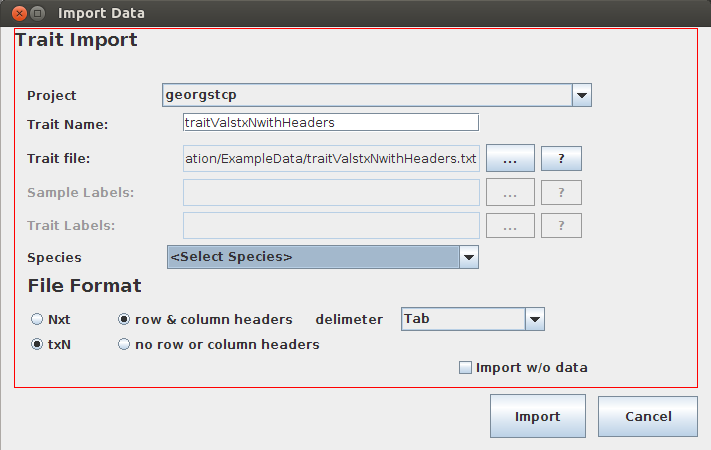 Import Data
Trait Import
Project georgstcp
Trait Name: traitValstxNwithHeaders
Trait file: ation/ExampleData/traitValstxNwithHeaders.txt ... ?
Sample Labels: ... ?
Trait Labels: ... ?
Species <Select Species>
File Format
Nxt row & column headers delimeter Tab
txN no row or column headers
Import w/o data
Import Cancel